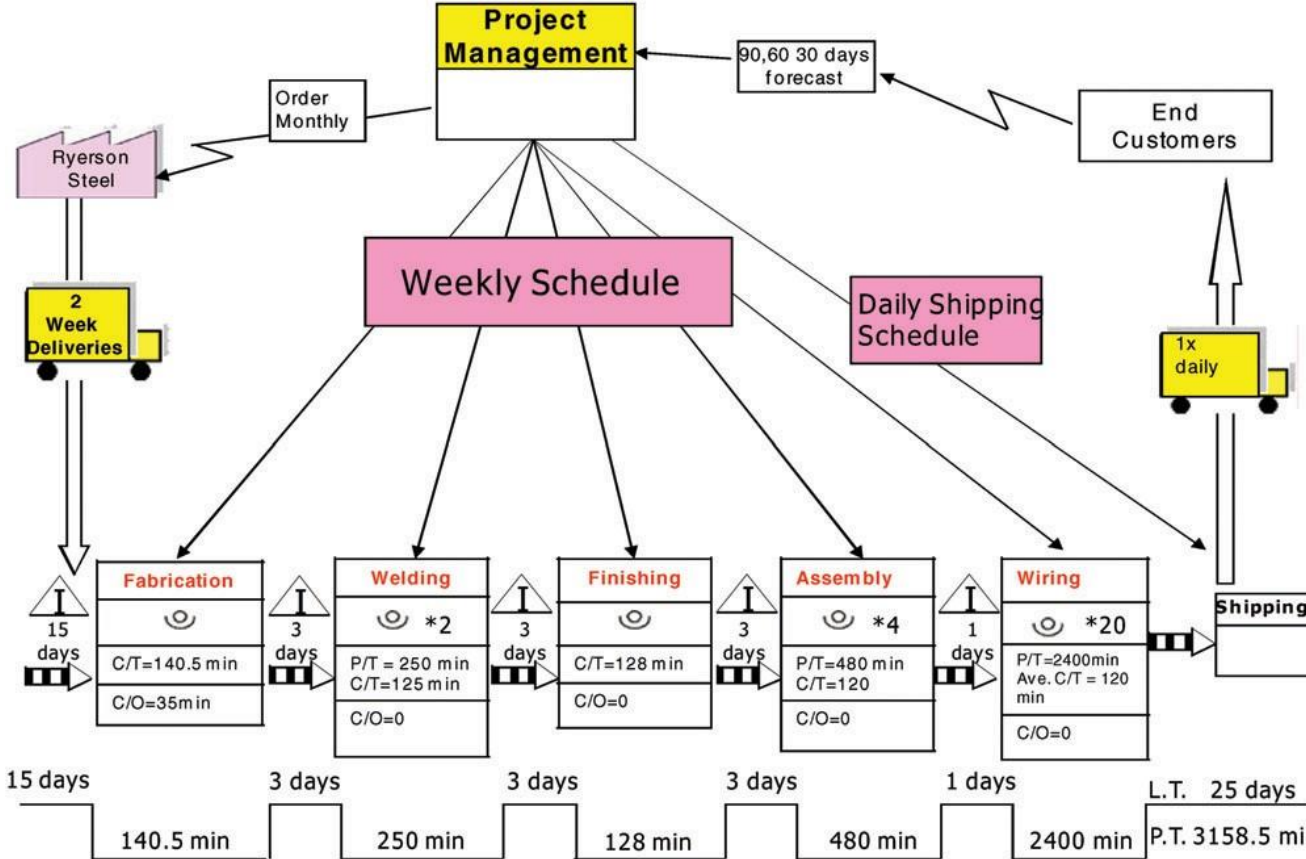 Project
Management
90,60 30 days
forecast
Order
Monthly
End
Customers
Ryerson
Steel
Weekly Schedule
Daily Shipping
Schedule
2
Week
Deliveries
1x
daily
I
15
days
Fabrication
C/T=140.5 min
C/O=35min
I
3
days
Welding
*2
P/T = 250 min
C/T=125min
C/O=0
I
3
days
Finishing
C/T=128 min
C/O=0
I
3
days
Assembly
*4
P/T=480 min
C/T=120
C/O=0
I
1
days
Wiring
*20
P/T=2400min
Ave. C/T = 120
min
C/O=0
Shipping
15 days
3 days
3 days
3 days
1 days
L.T. 25 days
140.5 min
250 min
128 min
480 min
2400 min
P.T. 3158.5 mi